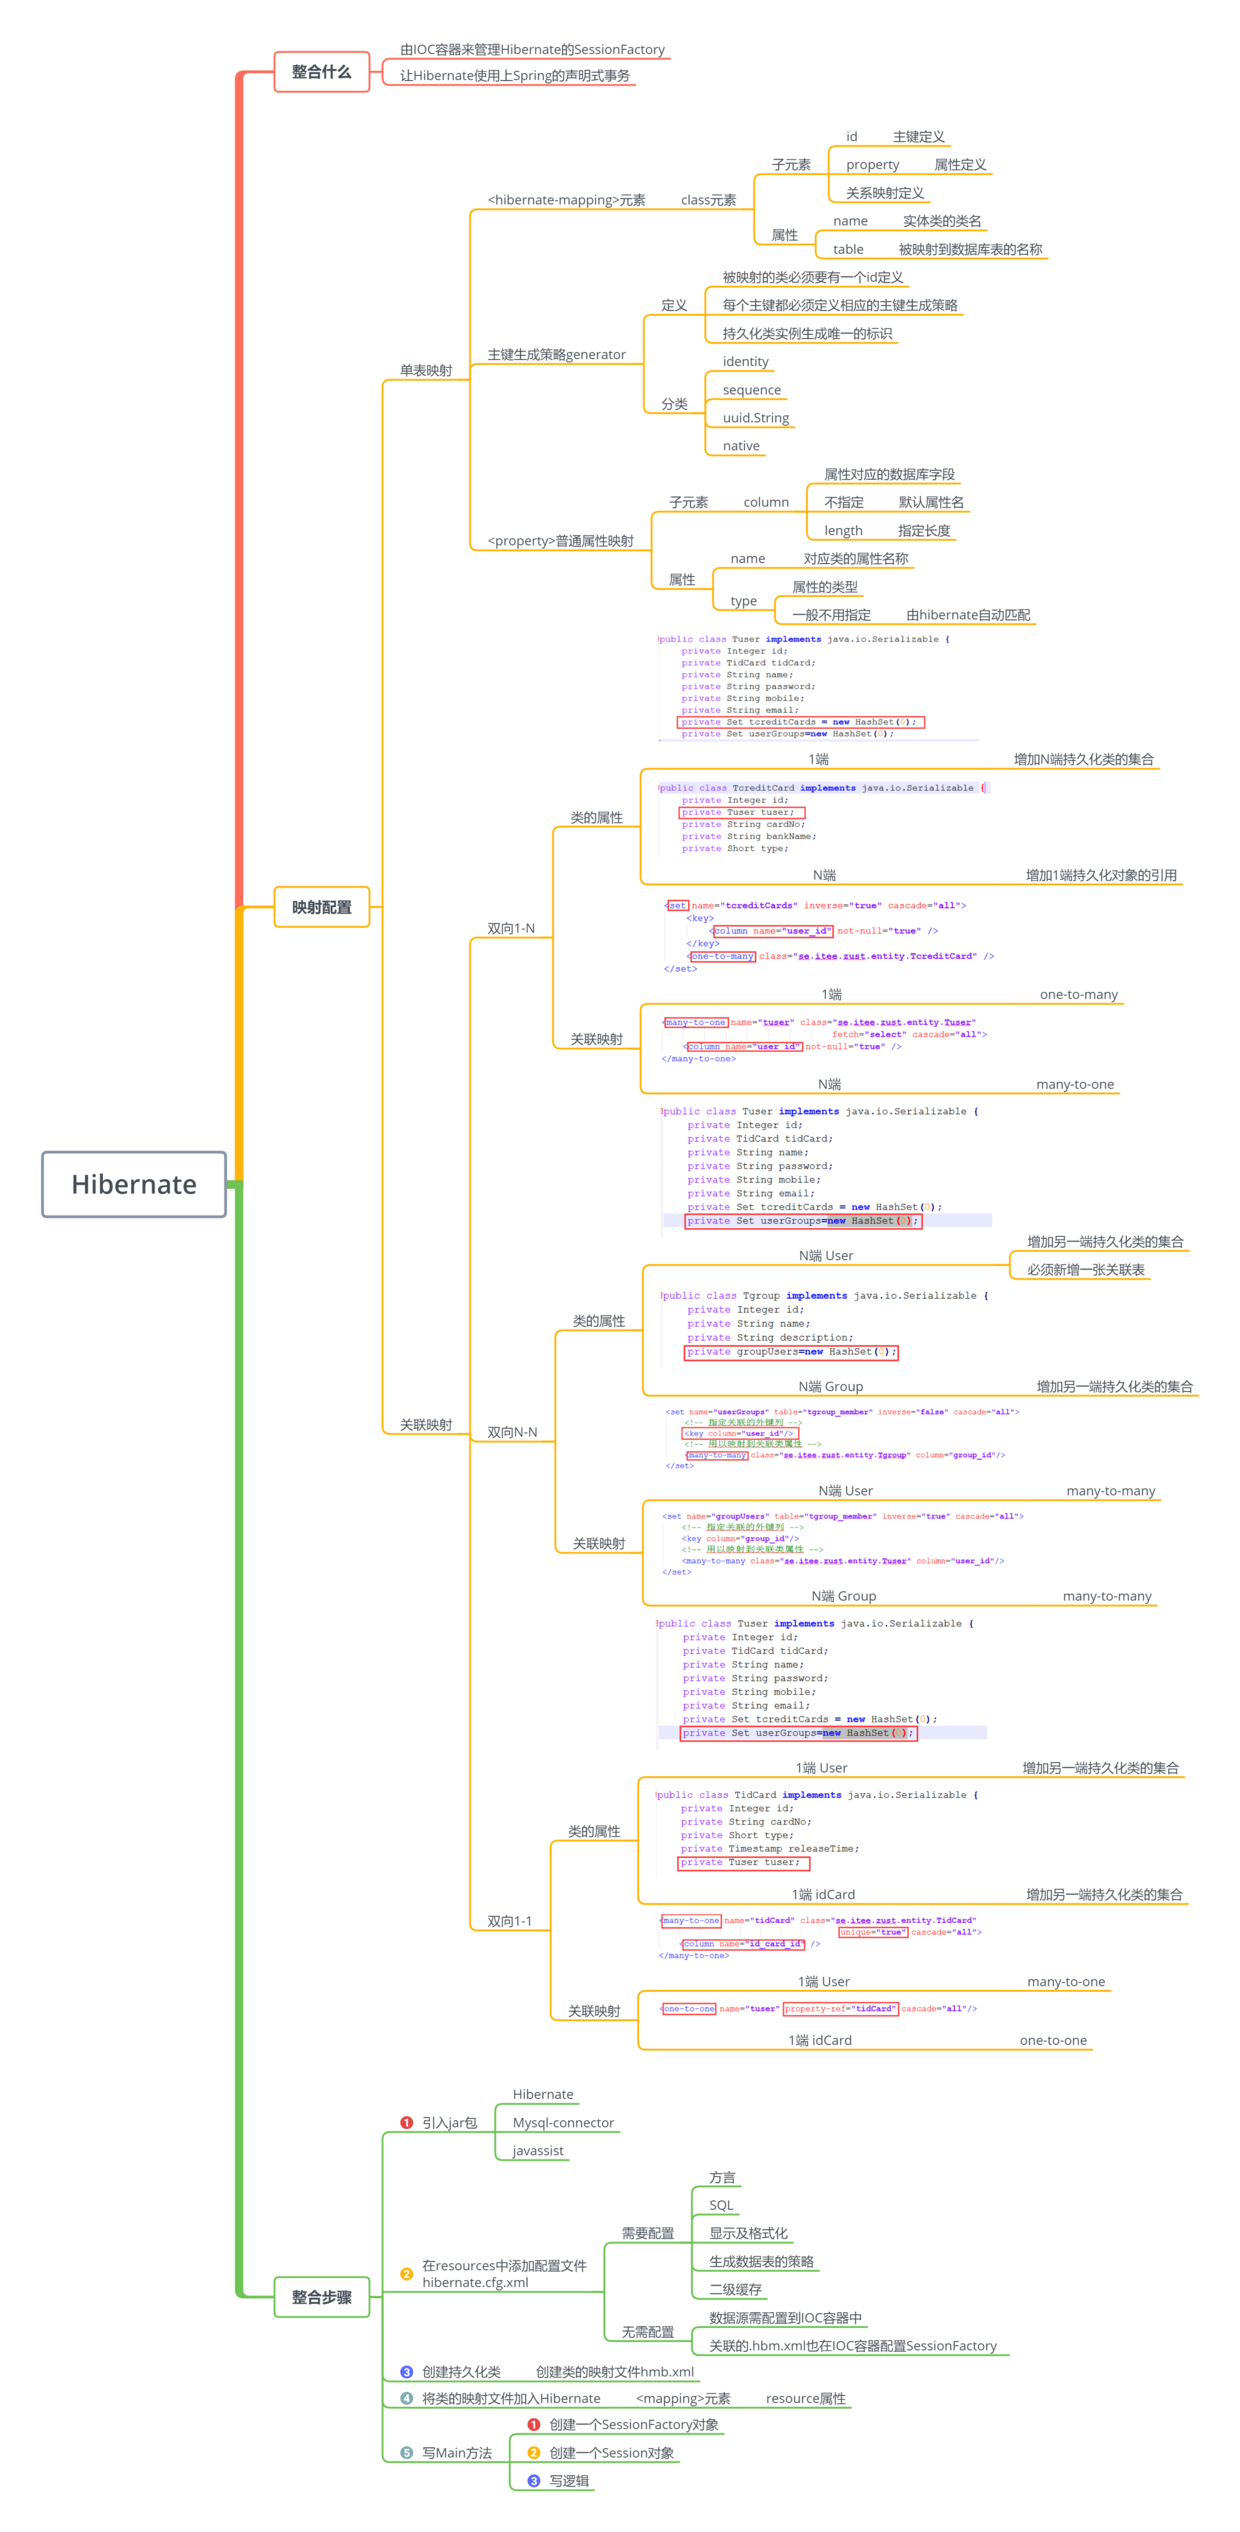 Hibernate
整合什么
由IOC容器来管理Hibernate的SessionFactory
让Hibernate使用上Spring的声明式事务
映射配置
单表映射
<hibernate-mapping>元素
class元素
子元素
id
主键定义
property
属性定义
关系映射定义
属性
name
实体类的类名
table
被映射到数据库表的名称
主键生成策略generator
定义
被映射的类必须要有一个id定义
每个主键都必须定义相应的主键生成策略
持久化类实例生成唯一的标识
分类
identity
sequence
uuid.String
native
<property>普通属性映射
子元素
column
属性对应的数据库字段
不指定
默认属性名
length
指定长度
属性
name
对应类的属性名称
type
属性的类型
一般不用指定
由hibernate自动匹配
关联映射
双向1-N
类的属性
public class Tuser implements java.io.Serializable {
private Integer id;
private TidCard tidCard;
private String name;
private String password;
private String mobile;
private String email;
private Set tcreditCards = new HashSet(0);
private Set userGroups=new HashSet(0);
1端
增加N端持久化类的集合
public class TcreditCard implements java.io.Serializable {
private Integer id;
private Tuser tuser;
private String cardNo;
private String bankName;
private Short type;
N端
增加1端持久化对象的引用
关联映射
<set name="tcreditCards" inverse="true" cascade="all">
<key>
<column name="user_id" not-null="true" />
</key>
<one-to-many class="se.itee.zust.entity.TcreditCard" />
</set>
1端
one-to-many
<many-to-one name="tuser" class="se.itee.zust.entity.Tuser"
fetch="select" cascade="all">
<column name="user_id" not-null="true" />
</many-to-one>
N端
many-to-one
双向N-N
类的属性
public class Tuser implements java.io.Serializable {
private Integer id;
private TidCard tidCard;
private String name;
private String password;
private String mobile;
private String email;
private Set tcreditCards = new HashSet(0);
private Set userGroups=new HashSet(0);
N端 User
增加另一端持久化类的集合
必须新增一张关联表
public class Tgroup implements java.io.Serializable {
private Integer id;
private String name;
private String description;
private groupUsers=new HashSet(0);
N端 Group
增加另一端持久化类的集合
关联映射
<set name="userGroups" table="tgroup_member" inverse="false" cascade="all">
<!-- 指定关联的外键列 -->
<key column="user_id"/>
<!-- 用以映射到关联类属性 -->
<many-to-many class="se.itee.zust.entity.Tgroup" column="group_id"/>
</set>
N端 User
many-to-many
<set name="groupUsers" table="tgroup_member" inverse="true" cascade="all">
<!-- 指定关联的外键列 -->
<key column="group_id"/>
<!-- 用以映射到关联类属性 -->
<many-to-many class="se.itee.zust.entity.Tuser" column="user_id"/>
</set>
N端 Group
many-to-many
双向1-1
类的属性
public class Tuser implements java.io.Serializable {
private Integer id;
private TidCard tidCard;
private String name;
private String password;
private String mobile;
private String email;
private Set tcreditCards = new HashSet(0);
private Set userGroups=new HashSet(0);
1端 User
增加另一端持久化类的集合
public class TidCard implements java.io.Serializable {
private Integer id;
private String cardNo;
private Short type;
private Timestamp releaseTime;
private Tuser tuser;
1端 idCard
增加另一端持久化类的集合
关联映射
<many-to-one name="tidCard" class="se.itee.zust.entity.TidCard"
unique="true" cascade="all">
<column name="id_card_id" />
</many-to-one>
1端 User
many-to-one
<one-to-one name="tuser" property-ref="tidCard" cascade="all"/>
1端 idCard
one-to-one
整合步骤
1 引入jar包
Hibernate
Mysql-connector
javassist
2 在resources中添加配置文件
hibernate.cfg.xml
需要配置
方言
SQL
显示及格式化
生成数据表的策略
二级缓存
无需配置
数据源需配置到IOC容器中
关联的.hbm.xml也在IOC容器配置SessionFactory
3 创建持久化类
创建类的映射文件hmb.xml
4 将类的映射文件加入Hibernate
<mapping>元素
resource属性
5 写Main方法
1 创建一个SessionFactory对象
2 创建一个Session对象
3 写逻辑